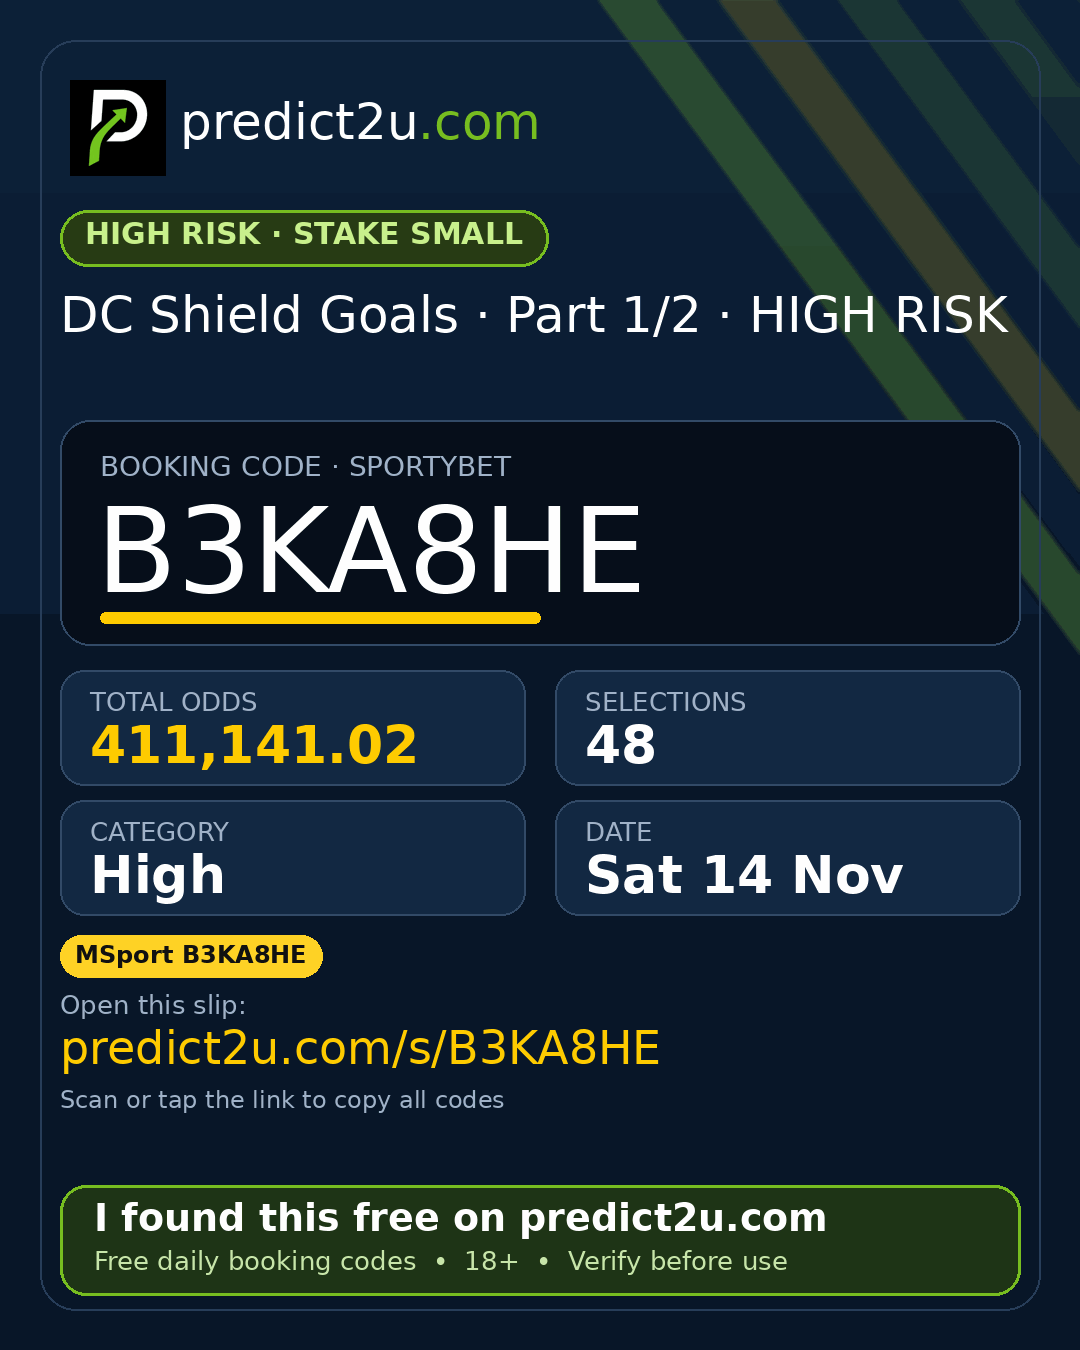 predict2u.com
HIGH RISK · STAKE SMALL
DC Shield Goals · Part 1/2 · HIGH RISK
BOOKING CODE · SPORTYBET
B3KA8HE
TOTAL ODDS
411,141.02
SELECTIONS
48
CATEGORY
High
DATE
Sat 14 Nov
MSport B3KA8HE
Open this slip:
predict2u.com/s/B3KA8HE
Scan or tap the link to copy all codes
I found this free on predict2u.com
Free daily booking codes • 18+ • Verify before use